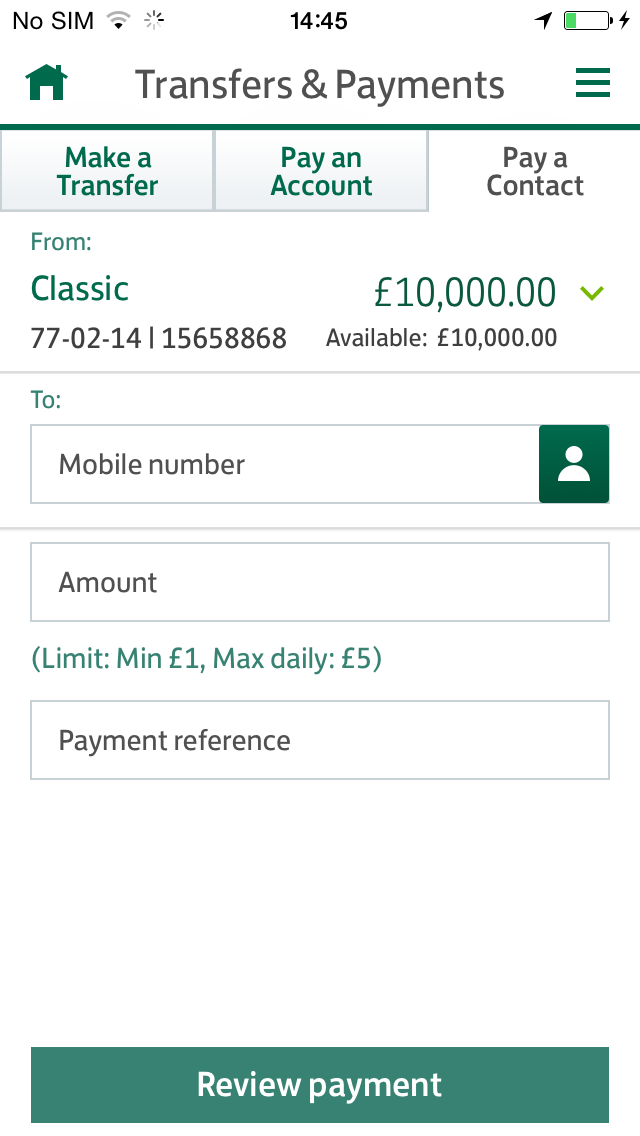 No SIM 14:45
Transfers & Payments
Make a Transfer
Pay an Account
Pay a Contact
From:
Classic £10,000.00
77-02-14 | 15658868 Available: £10,000.00
To:
Mobile number
Amount
(Limit: Min £1, Max daily: £5)
Payment reference
Review payment